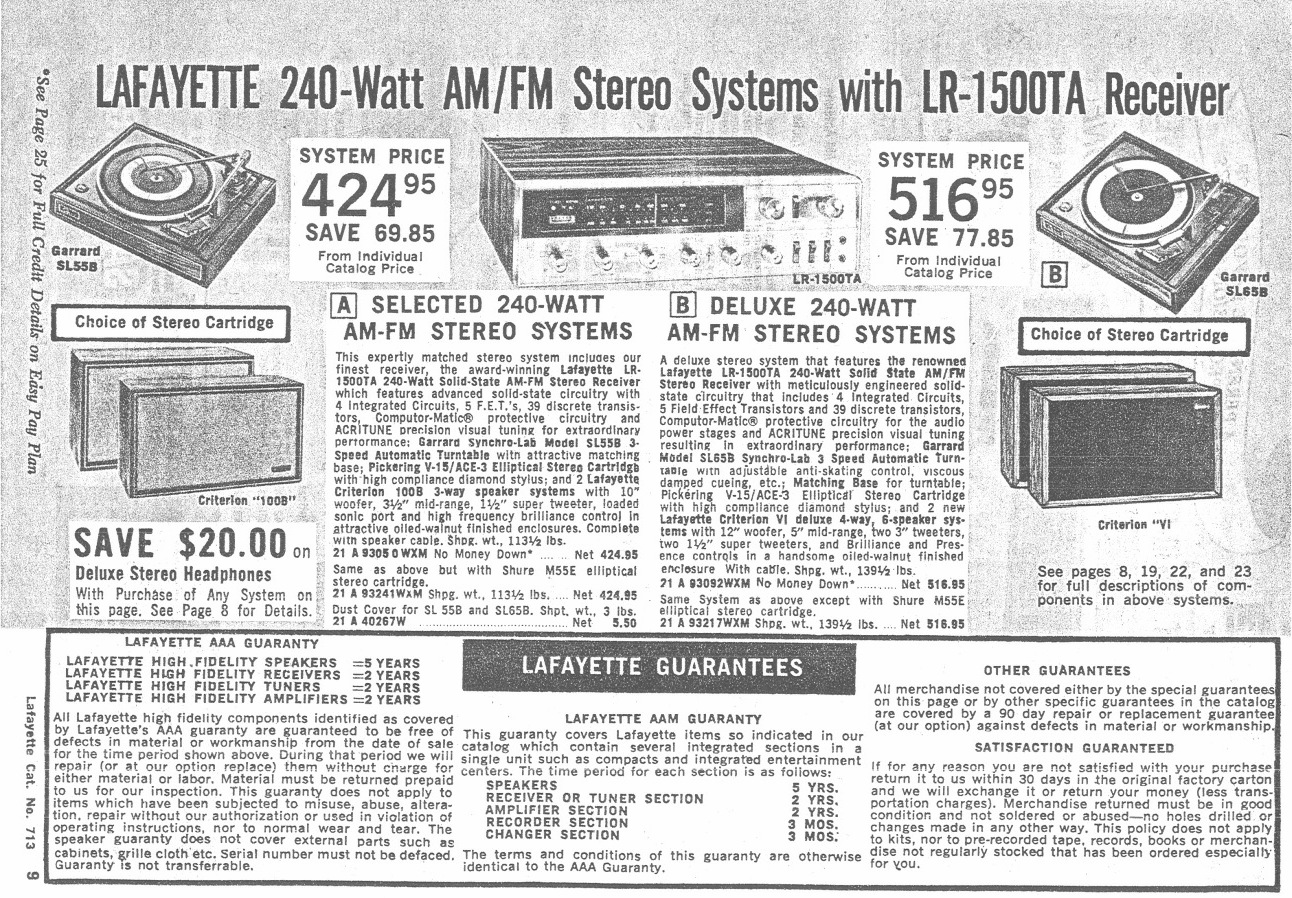 LAFAYETTE 240-Watt AM/FM Stereo Systems with LR-1500TA Receiver
*See Page 25 for Full Credit Details on Easy Pay Plan
Garrard
SL55B
SYSTEM PRICE
424 95
SAVE 69.85
From Individual
Catalog Price
LR-1500TA
SYSTEM PRICE
516 95
SAVE 77.85
From Individual
Catalog Price
B
Garrard
SL65B
Choice of Stereo Cartridge
Criterion "100B"
SAVE $20.00 on
Deluxe Stereo Headphones
With Purchase of Any System on
this page. See Page 8 for Details.
A SELECTED 240-WATT
AM-FM STEREO SYSTEMS
This expertly matched stereo system includes our
finest receiver, the award-winning Lafayette LR-
1500TA 240-Watt Solid-State AM-FM Stereo Receiver
which features advanced solid-state circuitry with
4 Integrated Circuits, 5 F.E.T.'s, 39 discrete transis-
tors, Computor-Matic® protective circuitry and
ACRITUNE precision visual tuning for extraordinary
performance; Garrard Synchro-Lab Model SL55B 3-
Speed Automatic Turntable with attractive matching
base; Pickering V-15/ACE-3 Elliptical Stereo Cartridge
with high compliance diamond stylus; and 2 Lafayette
Criterion 100B 3-way speaker systems with 10"
woofer, 3½" mid-range, 1½" super tweeter, loaded
sonic port and high frequency brilliance control in
attractive oiled-walnut finished enclosures. Complete
with speaker cable. Shpg. wt., 113½ lbs.
21 A 93050WXM No Money Down* ...... Net 424.95
Same as above but with Shure M55E elliptical
stereo cartridge.
21 A 93241WXM Shpg. wt., 113½ lbs. .... Net 424.95
Dust Cover for SL 55B and SL65B. Shpt. wt., 3 lbs.
21 A 40267W ........................ Net 5.50
B DELUXE 240-WATT
AM-FM STEREO SYSTEMS
A deluxe stereo system that features the renowned
Lafayette LR-1500TA 240-Watt Solid State AM/FM
Stereo Receiver with meticulously engineered solid-
state circuitry that includes 4 Integrated Circuits,
5 Field Effect Transistors and 39 discrete transistors,
Computor-Matic® protective circuitry for the audio
power stages and ACRITUNE precision visual tuning
resulting in extraordinary performance; Garrard
Model SL65B Synchro-Lab 3 Speed Automatic Turn-
table with adjustable anti-skating control, viscous
damped cueing, etc.; Matching Base for turntable;
Pickering V-15/ACE-3 Elliptical Stereo Cartridge
with high compliance diamond stylus; and 2 new
Lafayette Criterion VI deluxe 4-way, 6-speaker sys-
tems with 12" woofer, 5" mid-range, two 3" tweeters,
two 1½" super tweeters, and Brilliance and Pres-
ence controls in a handsome oiled-walnut finished
enclosure With cable. Shpg. wt., 139½ lbs.
21 A 93092WXM No Money Down* ......... Net 516.95
Same System as above except with Shure M55E
elliptical stereo cartridge.
21 A 93217WXM Shpg. wt., 139½ lbs. .... Net 516.95
Choice of Stereo Cartridge
Criterion "VI
See pages 8, 19, 22, and 23
for full descriptions of com-
ponents in above systems.
LAFAYETTE AAA GUARANTY
LAFAYETTE HIGH FIDELITY SPEAKERS =5 YEARS
LAFAYETTE HIGH FIDELITY RECEIVERS =2 YEARS
LAFAYETTE HIGH FIDELITY TUNERS =2 YEARS
LAFAYETTE HIGH FIDELITY AMPLIFIERS =2 YEARS
All Lafayette high fidelity components identified as covered
by Lafayette's AAA guaranty are guaranteed to be free of
defects in material or workmanship from the date of sale
for the time period shown above. During that period we will
repair (or at our option replace) them without charge for
either material or labor. Material must be returned prepaid
to us for our inspection. This guaranty does not apply to
items which have been subjected to misuse, abuse, altera-
tion, repair without our authorization or used in violation of
operating instructions, nor to normal wear and tear. The
speaker guaranty does not cover external parts such as
cabinets, grille cloth etc. Serial number must not be defaced.
Guaranty is not transferrable.
LAFAYETTE GUARANTEES
LAFAYETTE AAM GUARANTY
This guaranty covers Lafayette items so indicated in our
catalog which contain several integrated sections in a
single unit such as compacts and integrated entertainment
centers. The time period for each section is as follows:
SPEAKERS 5 YRS.
RECEIVER OR TUNER SECTION 2 YRS.
AMPLIFIER SECTION 2 YRS.
RECORDER SECTION 3 MOS.
CHANGER SECTION 3 MOS.
The terms and conditions of this guaranty are otherwise
identical to the AAA Guaranty.
OTHER GUARANTEES
All merchandise not covered either by the special guarantees
on this page or by other specific guarantees in the catalog
are covered by a 90 day repair or replacement guarantee
(at our option) against defects in material or workmanship.
SATISFACTION GUARANTEED
If for any reason you are not satisfied with your purchase
return it to us within 30 days in the original factory carton
and we will exchange it or return your money (less trans-
portation charges). Merchandise returned must be in good
condition and not soldered or abused—no holes drilled or
changes made in any other way. This policy does not apply
to kits, nor to pre-recorded tape, records, books or merchan-
dise not regularly stocked that has been ordered especially
for you.
Lafayette Cat. No. 713 9